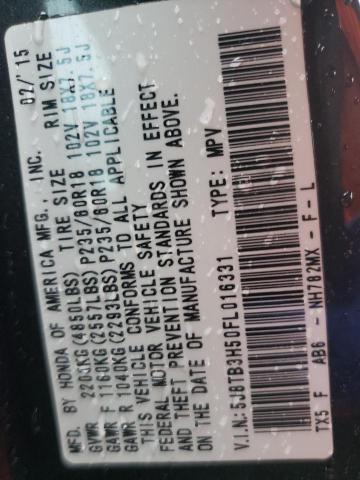 MFD. BY HONDA OF AMERICA MFG., INC. 02/15
TIRE SIZE RIM SIZE
GVWR 2200KG(4850LBS)
GAWR F 1160KG(2557LBS) P235/60R18 102V 18X7.5J
GAWR R 1040KG(2293LBS) P235/60R18 102V 18X7.5J
THIS VEHICLE CONFORMS TO ALL APPLICABLE
FEDERAL MOTOR VEHICLE SAFETY
AND THEFT PREVENTION STANDARDS IN EFFECT
ON THE DATE OF MANUFACTURE SHOWN ABOVE.
V.I.N.: 5J8TB3H50FL016331 TYPE: MPV
TX5 F AB6 - NH782MX - F - L